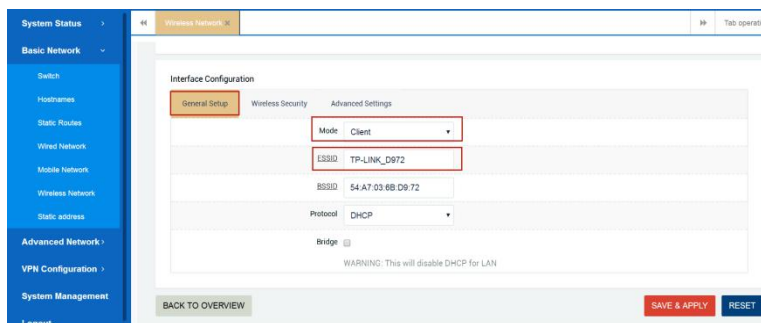 System Status
Wireless Network
Tab operati
Basic Network
Switch
Hostnames
Static Routes
Wired Network
Mobile Network
Wireless Network
Static address
Advanced Network
VPN Configuration
System Management
Logout
Interface Configuration
General Setup Wireless Security Advanced Settings
Mode Client
ESSID TP-LINK_D972
BSSID 54:A7:03:6B:D9:72
Protocol DHCP
Bridge
WARNING: This will disable DHCP for LAN
BACK TO OVERVIEW SAVE & APPLY RESET